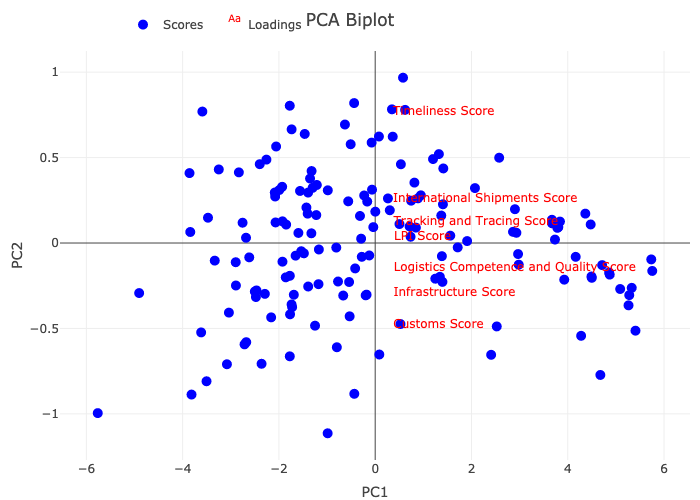 Scores
Aa Loadings
PCA Biplot
1
0.5
0
−0.5
−1
PC2
Timeliness Score
International Shipments Score
Tracking and Tracing Score
LPI Score
Logistics Competence and Quality Score
Infrastructure Score
Customs Score
−6 −4 −2 0 2 4 6
PC1